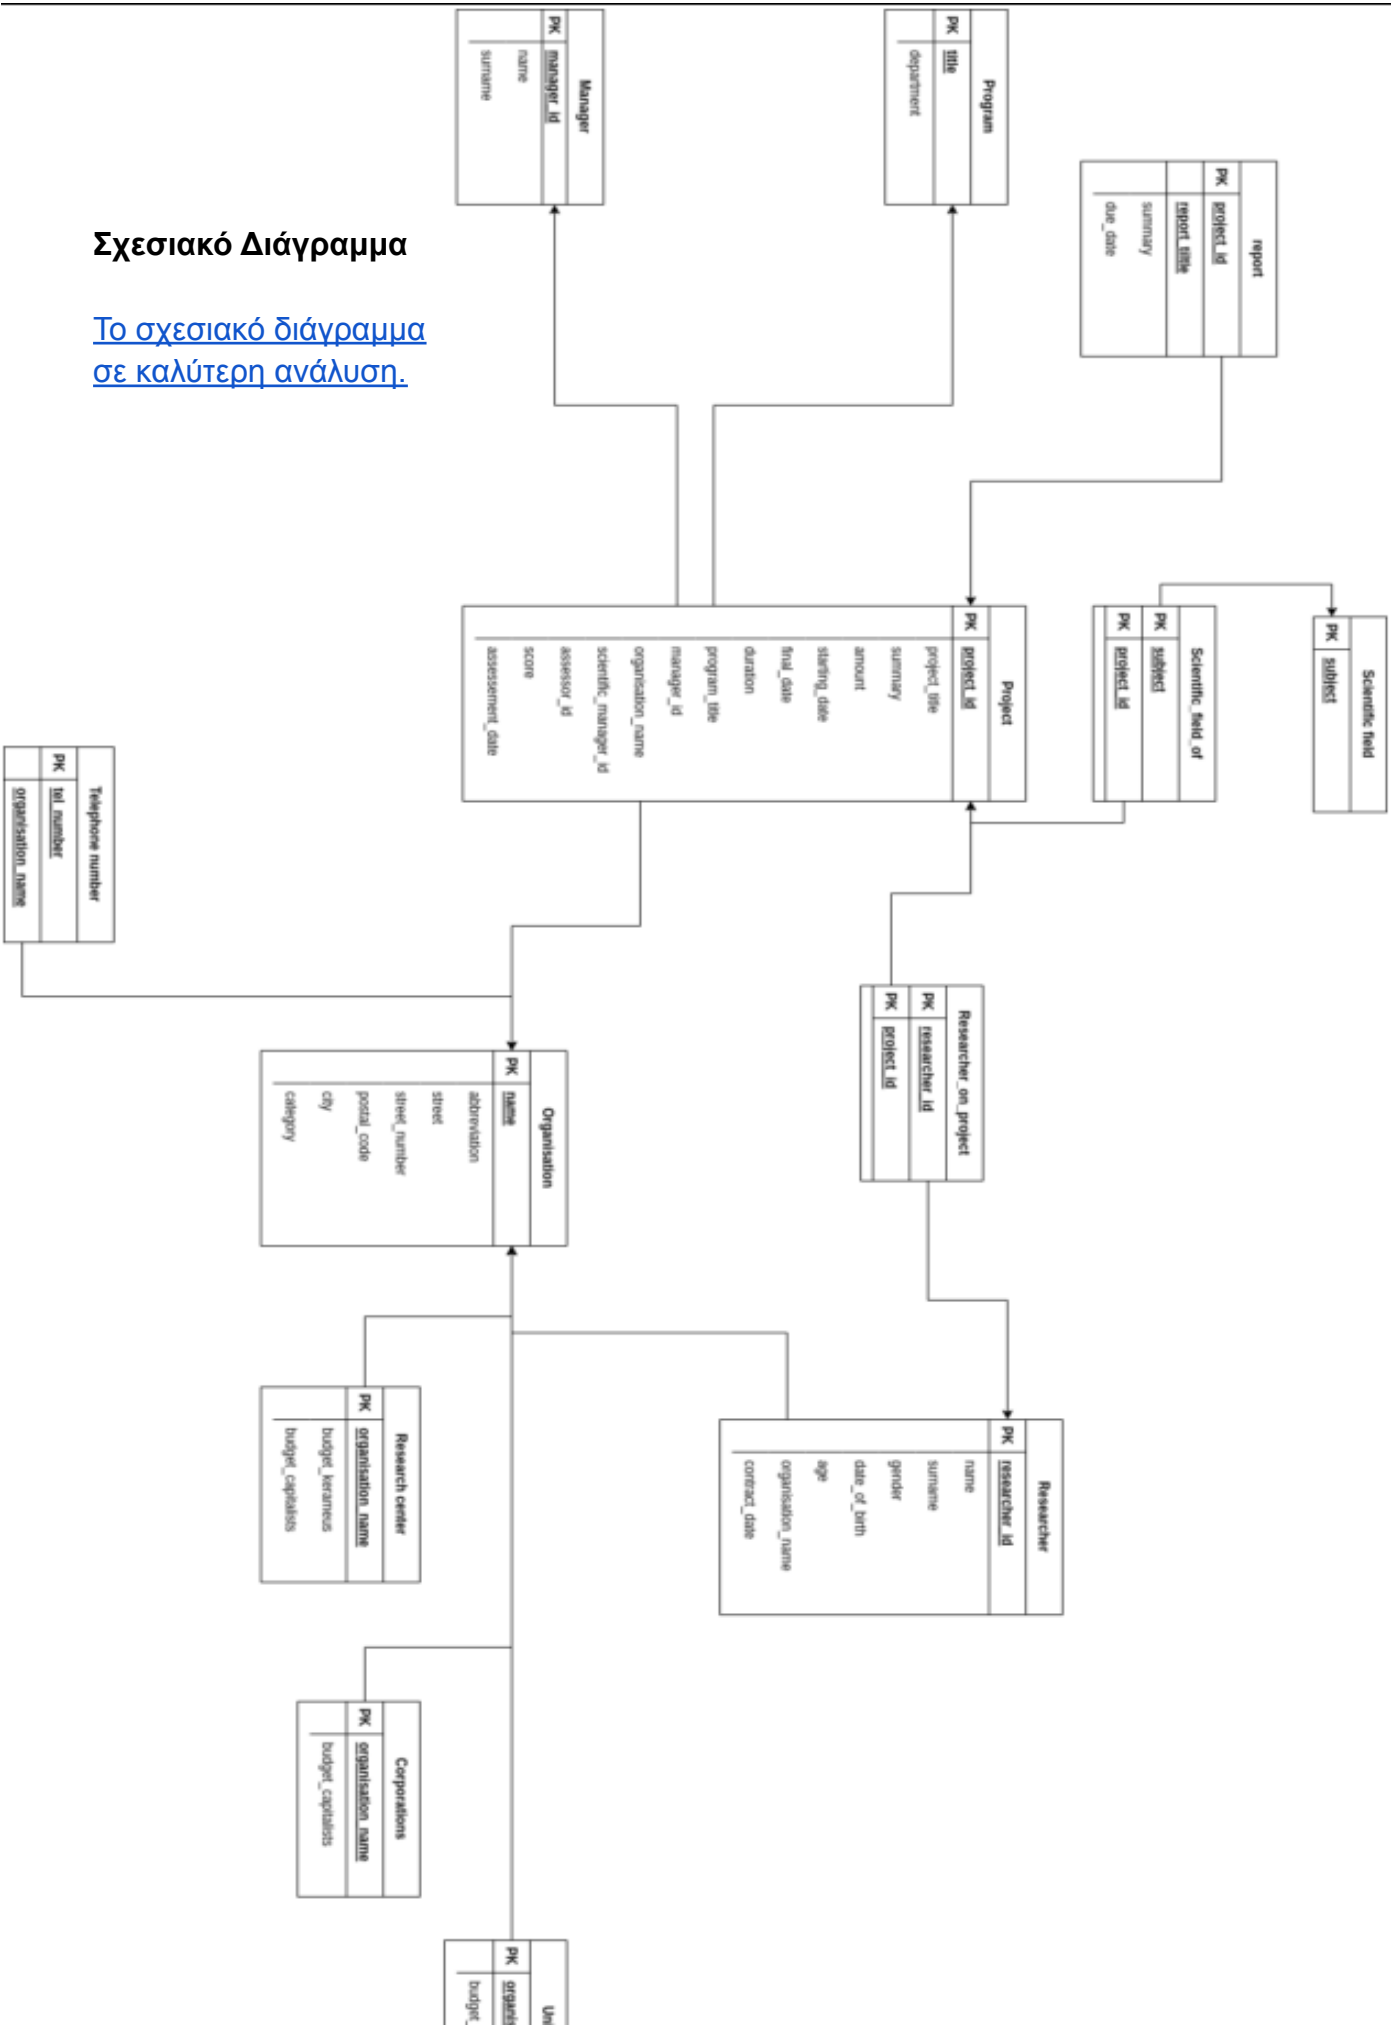 Σχεσιακό Διάγραμμα
Το σχεσιακό διάγραμμα
σε καλύτερη ανάλυση.
Manager
PK manager_id
name
surname
Program
PK title
department
report
PK project_id
report_tiltle
summary
due_date
Scientific field
PK subject
Scientific_field_of
PK subject
PK project_id
Project
PK project_id
project_title
summary
amount
starting_date
final_date
duration
program_title
manager_id
organisation_name
scientific_manager_id
assessor_id
score
assessement_date
Telephone number
PK tel_number
organisation_name
Researcher_on_project
PK researcher_id
PK project_id
Organisation
PK name
abbreviation
street
street_number
postal_code
city
category
Researcher
PK researcher_id
name
surname
gender
date_of_birth
age
organisation_name
contract_date
Research center
PK organisation_name
budget_kerameus
budget_capitalists
Corporations
PK organisation_name
budget_capitalists
Uni
PK organis
budget_